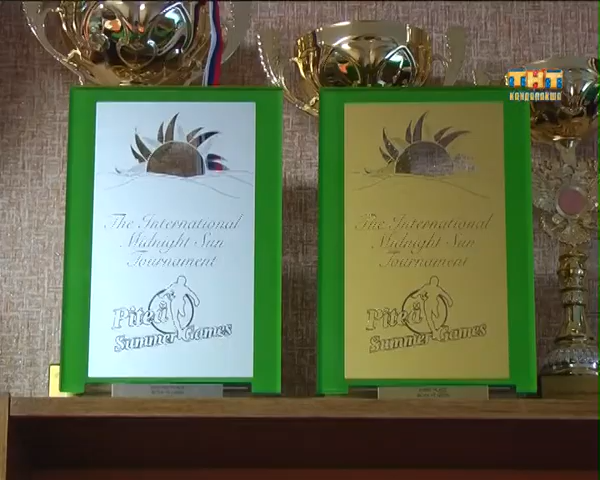 ТНТ
The International
Midnight Sun
Tournament
Piteå
Summer Games
The International
Midnight Sun
Tournament
Piteå
Summer Games